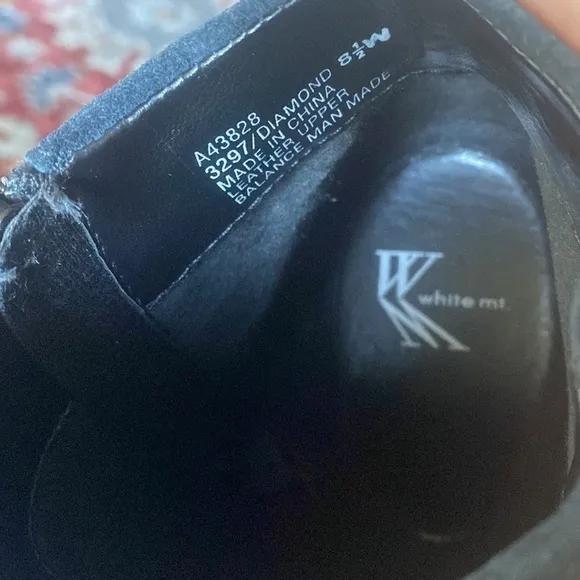 A43828 8½W
3297/DIAMOND
MADE IN CHINA
LEATHER UPPER
BALANCE MAN MADE
white mt.